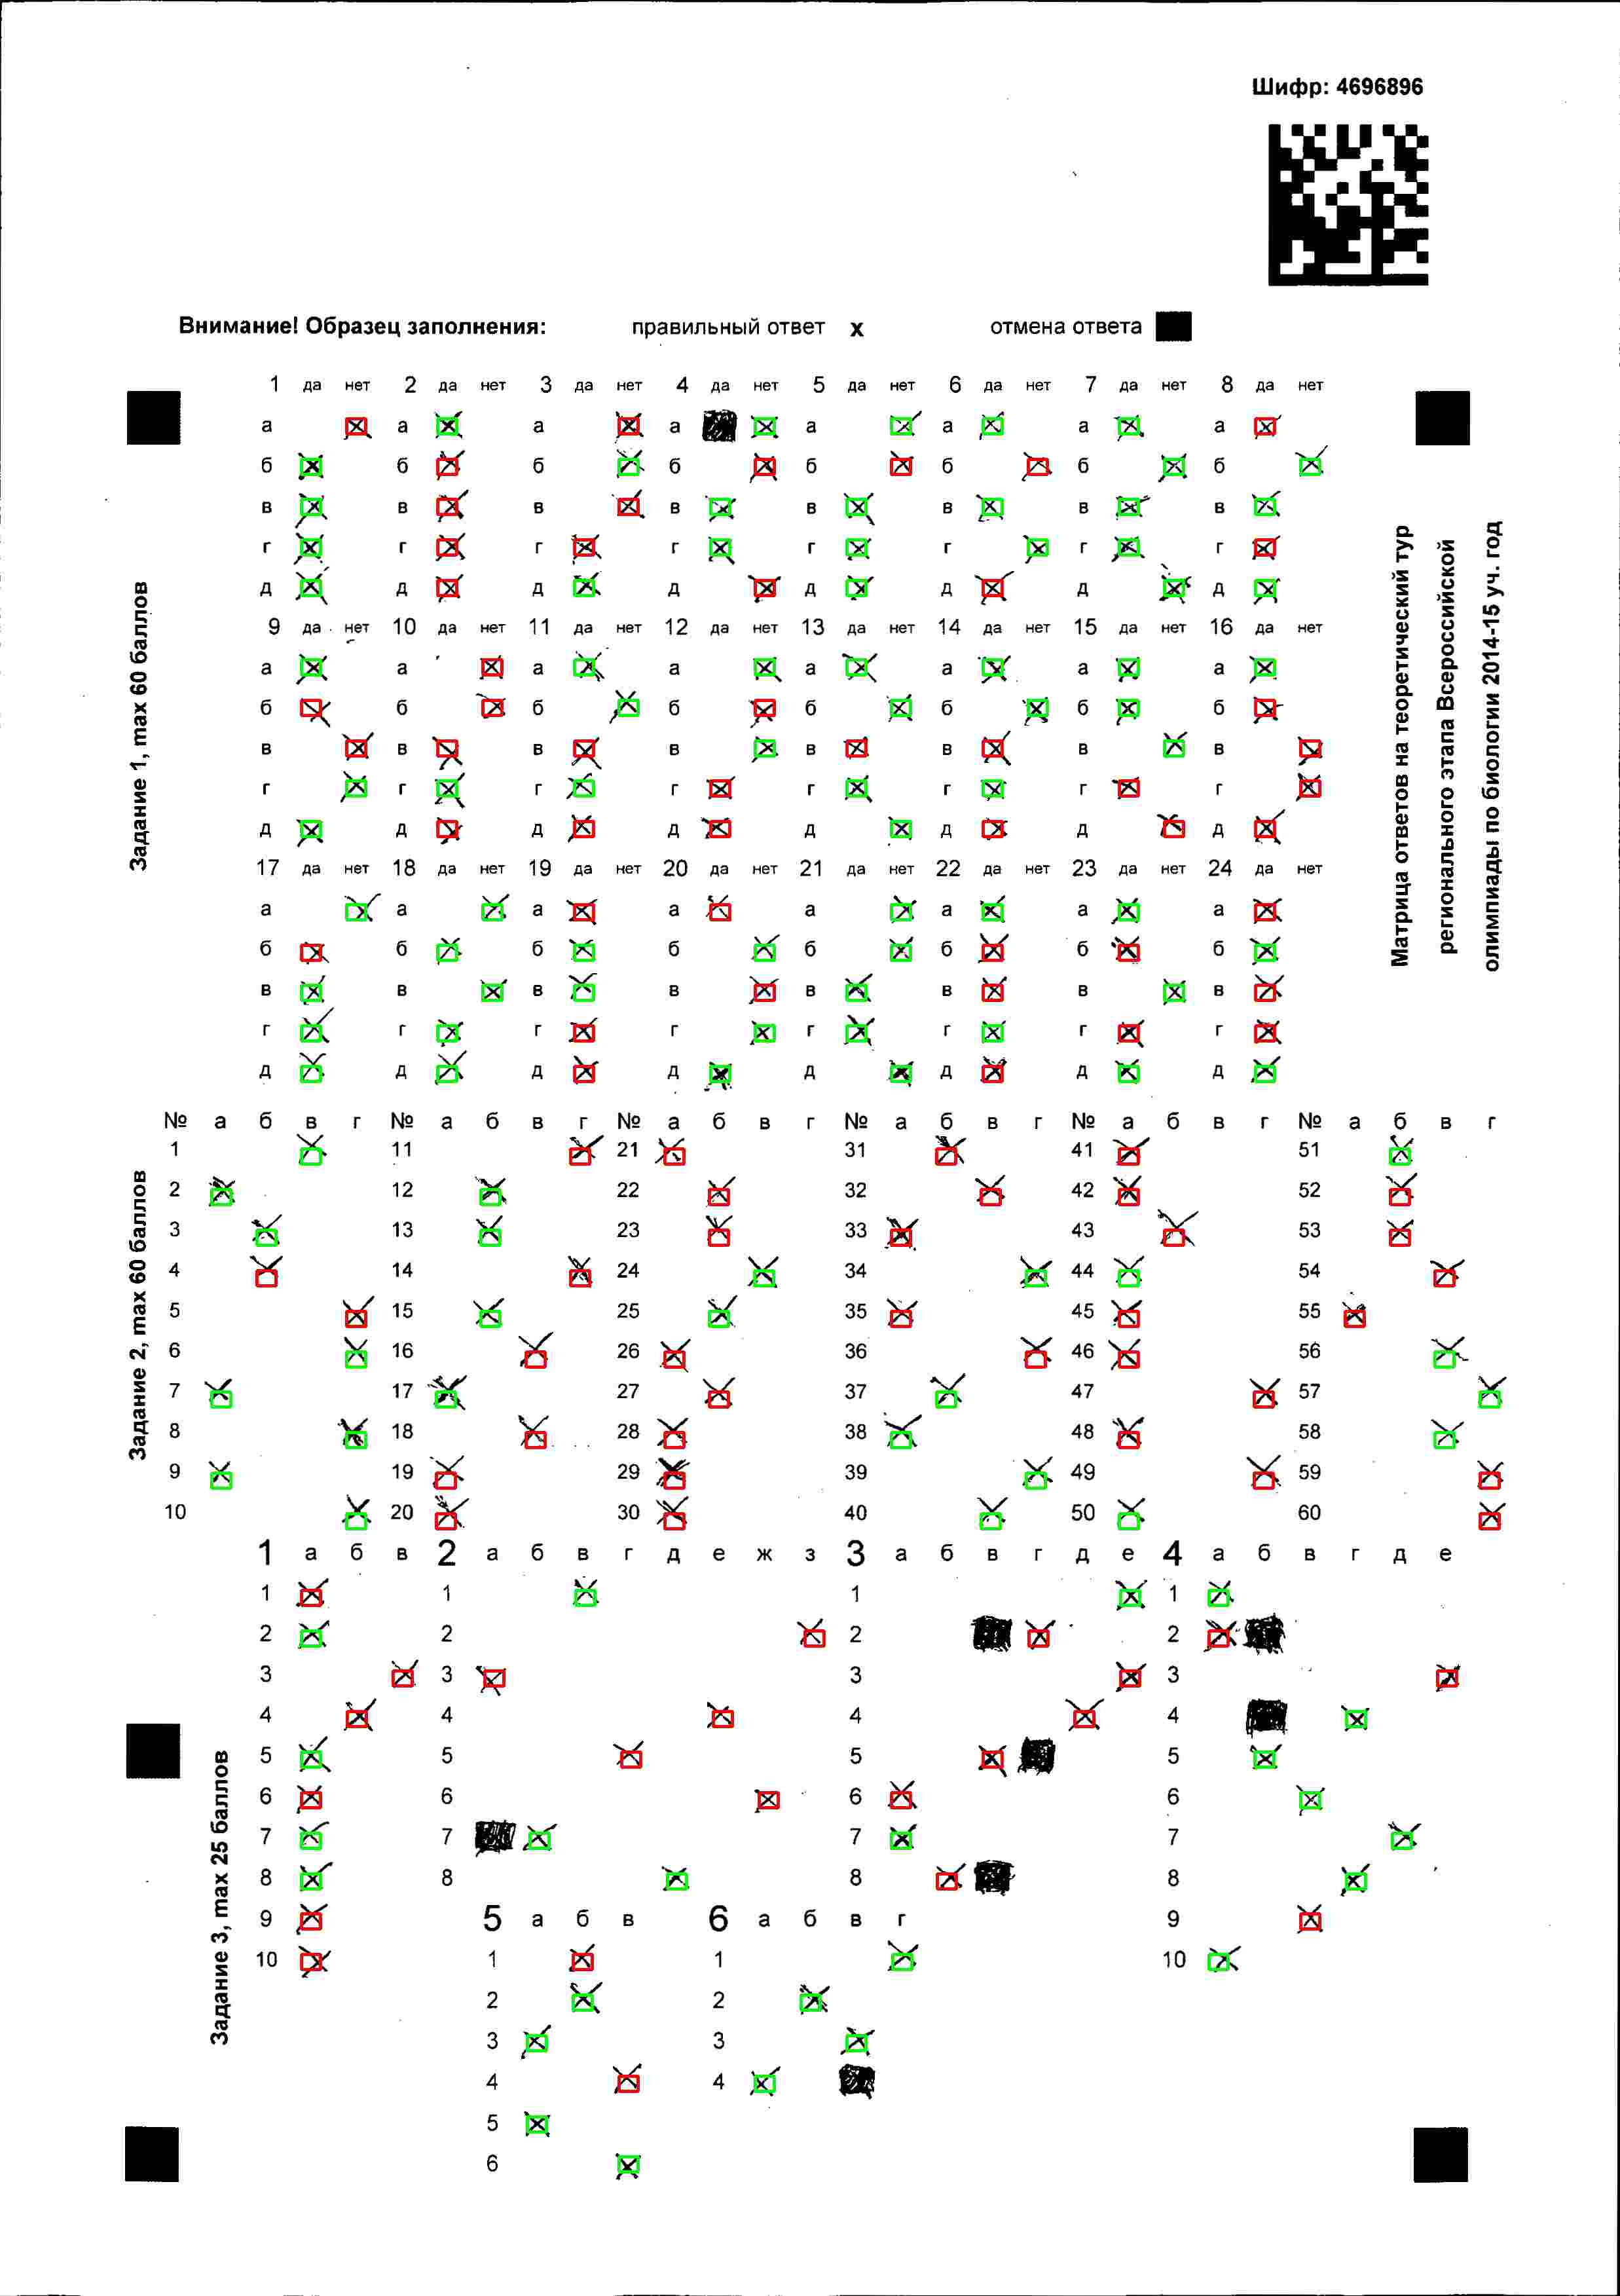 Шифр: 4696896
Внимание! Образец заполнения: правильный ответ x отмена ответа
1 да нет 2 да нет 3 да нет 4 да нет 5 да нет 6 да нет 7 да нет 8 да нет
а а а а а а а а
б б б б б б б б
в в в в в в в в
г г г г г г г г
д д д д д д д д
9 да нет 10 да нет 11 да нет 12 да нет 13 да нет 14 да нет 15 да нет 16 да нет
а а а а а а а а
б б б б б б б б
в в в в в в в в
г г г г г г г г
д д д д д д д д
17 да нет 18 да нет 19 да нет 20 да нет 21 да нет 22 да нет 23 да нет 24 да нет
а а а а а а а а
б б б б б б б б
в в в в в в в в
г г г г г г г г
д д д д д д д д
Задание 1, max 60 баллов
Матрица ответов на теоретический тур
регионального этапа Всероссийской
олимпиады по биологии 2014-15 уч. год
№ а б в г № а б в г № а б в г № а б в г № а б в г № а б в г
1 11 21 31 41 51
2 12 22 32 42 52
3 13 23 33 43 53
4 14 24 34 44 54
5 15 25 35 45 55
6 16 26 36 46 56
7 17 27 37 47 57
8 18 28 38 48 58
9 19 29 39 49 59
10 20 30 40 50 60
Задание 2, max 60 баллов
1 а б в 2 а б в г д е ж з 3 а б в г д е 4 а б в г д е
1 1 1 1
2 2 2 2
3 3 3 3
4 4 4 4
5 5 5 5
6 6 6 6
7 7 7 7
8 8 8 8
9 5 а б в 6 а б в г 9
10 1 1 10
2 2
3 3
4 4
5
6
Задание 3, max 25 баллов